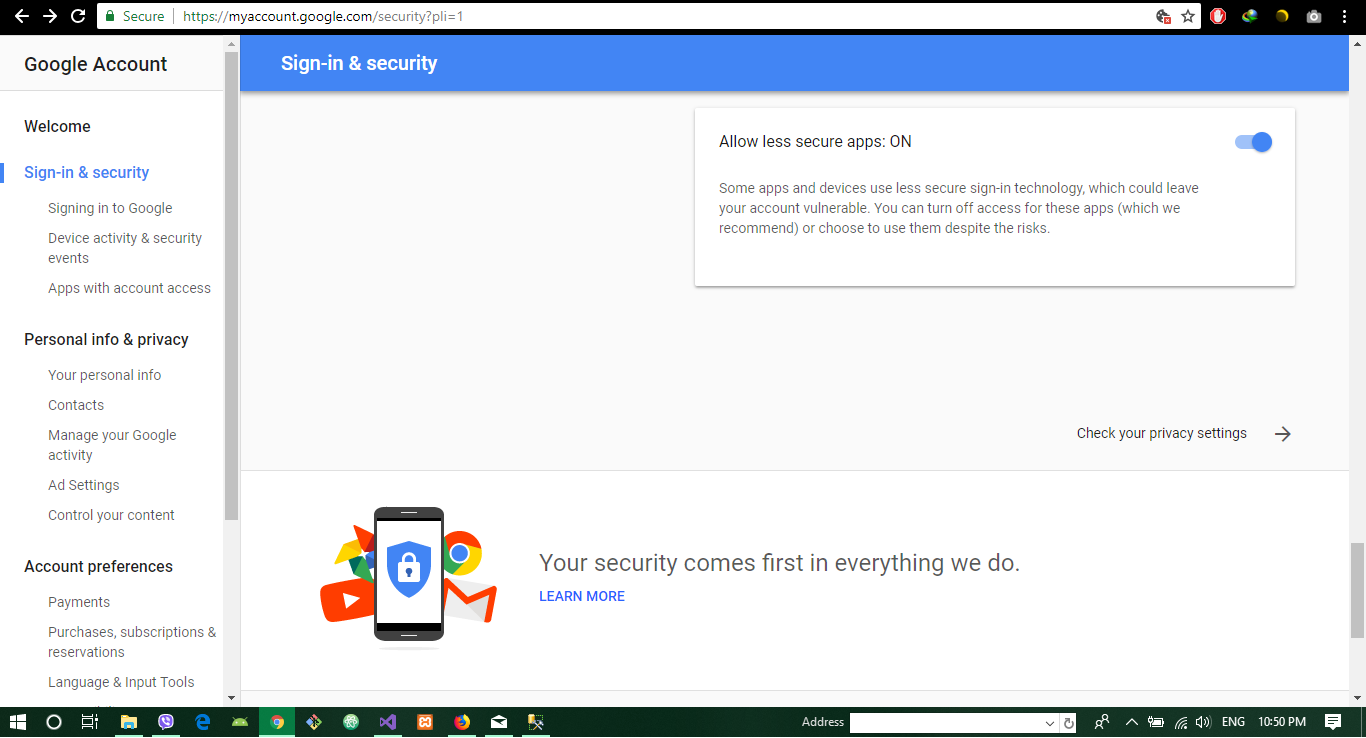 Secure
https://myaccount.google.com/security?pli=1
Google Account
Sign-in & security
Welcome
Sign-in & security
Signing in to Google
Device activity & security
events
Apps with account access
Personal info & privacy
Your personal info
Contacts
Manage your Google
activity
Ad Settings
Control your content
Account preferences
Payments
Purchases, subscriptions &
reservations
Language & Input Tools
Allow less secure apps: ON
Some apps and devices use less secure sign-in technology, which could leave
your account vulnerable. You can turn off access for these apps (which we
recommend) or choose to use them despite the risks.
Check your privacy settings
Your security comes first in everything we do.
LEARN MORE
Address
ENG
10:50 PM